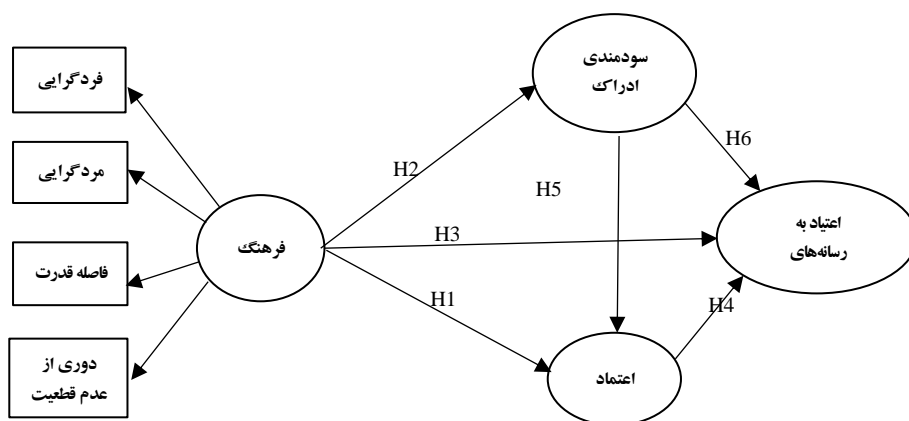 فردگرایی
مردگرایی
فاصله قدرت
دوری از
عدم قطعیت
فرهنگ
سودمندی
ادراک
اعتیاد به
رسانه‌های
اعتماد
H2
H6
H5
H3
H1
H4